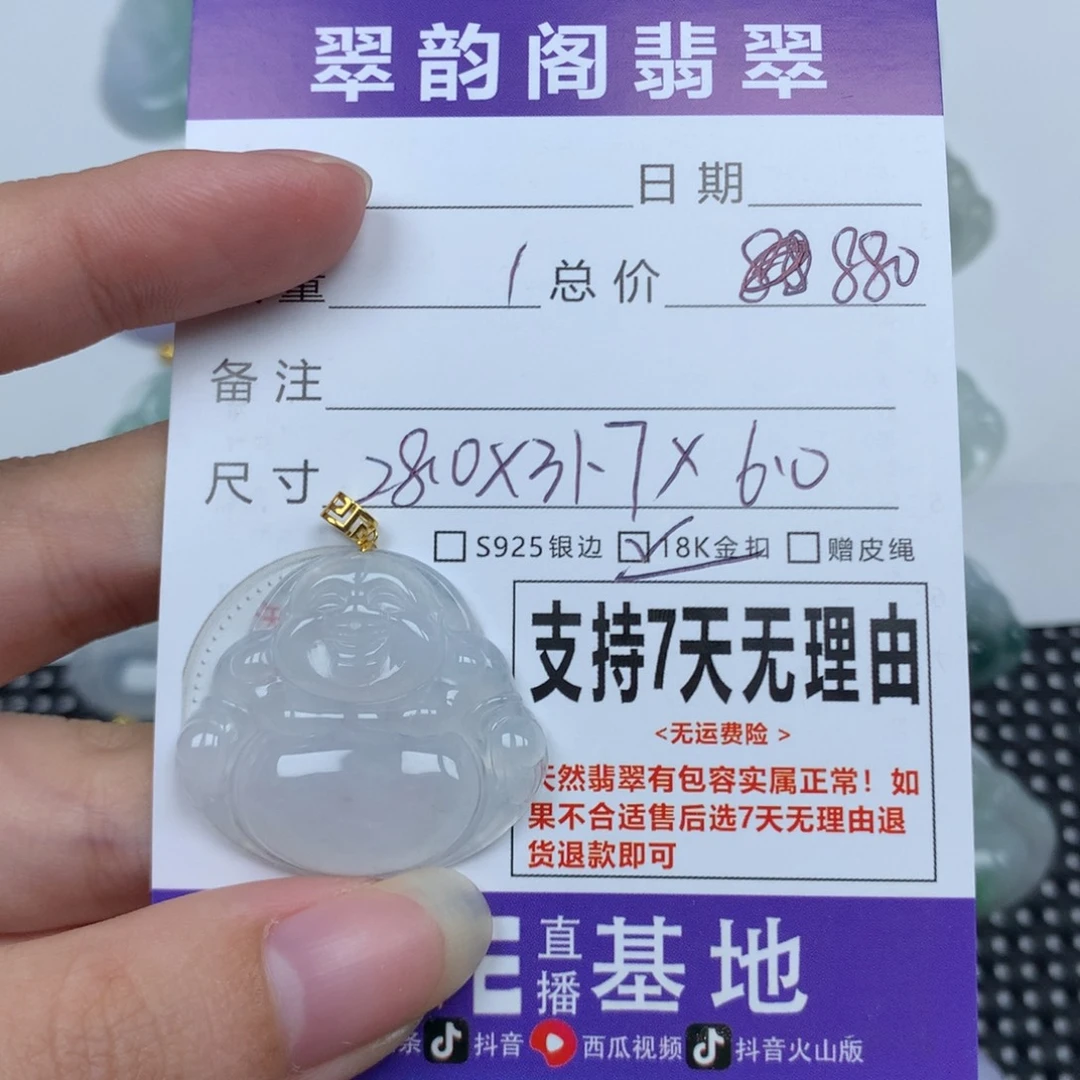 翠韵阁翡翠
日期
量 1 总价 880
备注
尺寸 28.0X31.7X6.0
S925银边 18K金扣 赠皮绳
支持7天无理由
<无运费险>
天然翡翠有包容实属正常！如
果不合适售后选7天无理由退
货退款即可
E 直播基地
条 抖音 西瓜视频 抖音火山版